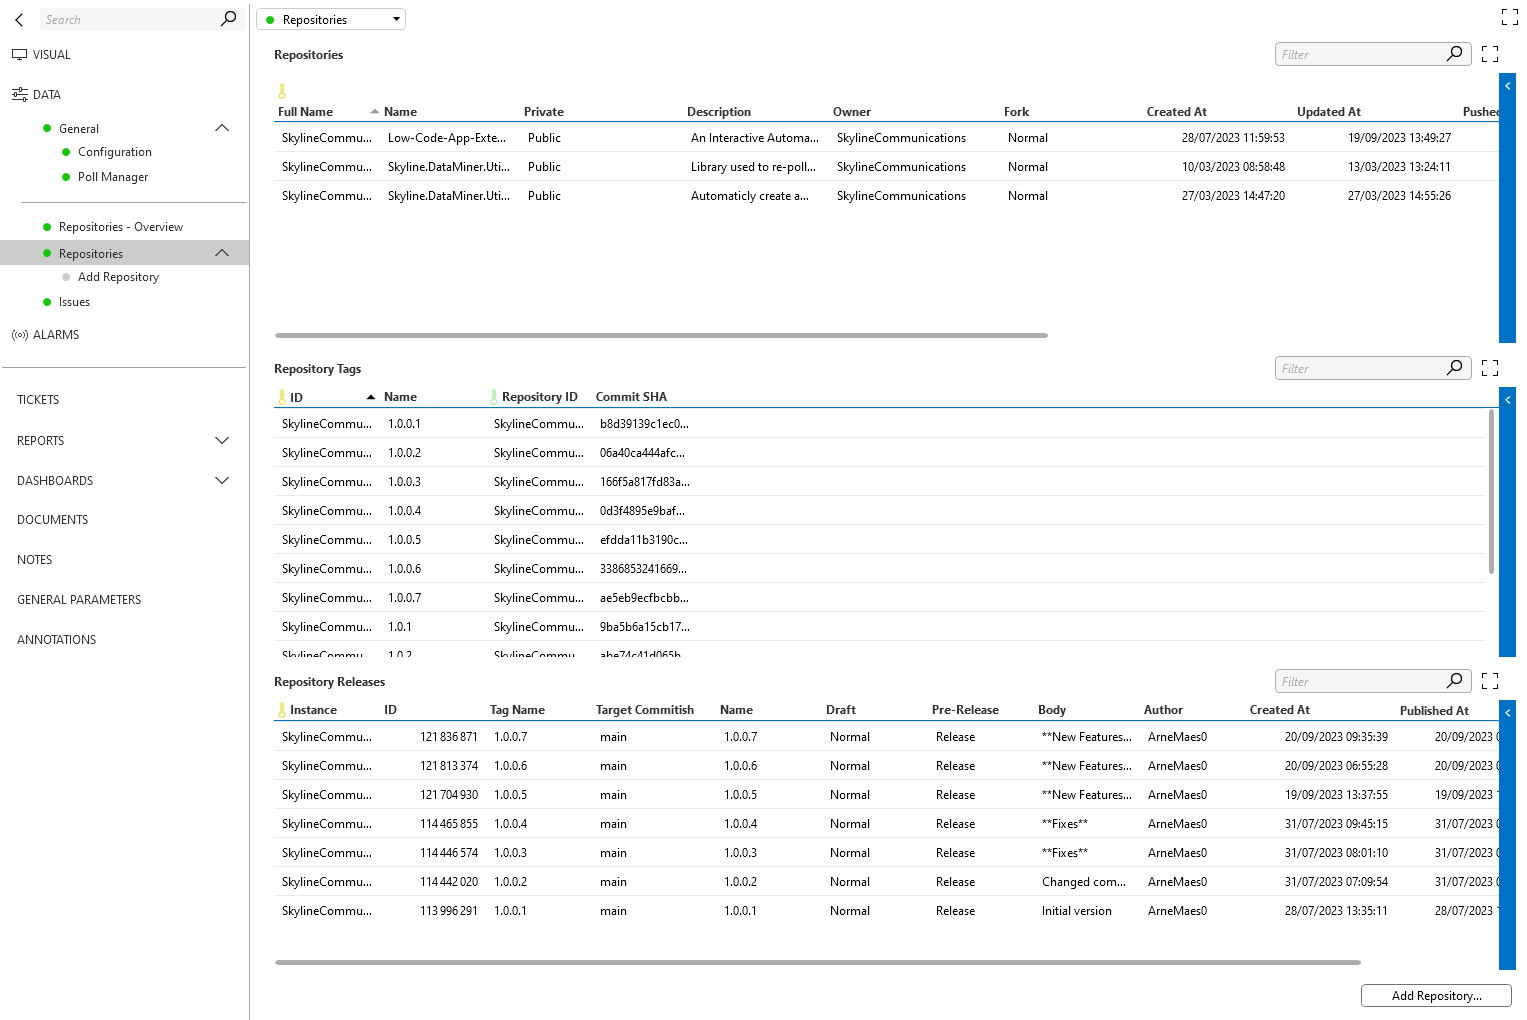 Search
VISUAL
DATA
General
Configuration
Poll Manager
Repositories - Overview
Repositories
Add Repository
Issues
ALARMS
TICKETS
REPORTS
DASHBOARDS
DOCUMENTS
NOTES
GENERAL PARAMETERS
ANNOTATIONS
Repositories
Repositories
Filter
Full Name Name Private Description Owner Fork Created At Updated At Pushed
SkylineCommu... Low-Code-App-Exte... Public An Interactive Automa... SkylineCommunications Normal 28/07/2023 11:59:53 19/09/2023 13:49:27
SkylineCommu... Skyline.DataMiner.Uti... Public Library used to re-poll... SkylineCommunications Normal 10/03/2023 08:58:48 13/03/2023 13:24:11
SkylineCommu... Skyline.DataMiner.Uti... Public Automaticly create a... SkylineCommunications Normal 27/03/2023 14:47:20 27/03/2023 14:55:26
Repository Tags
Filter
ID Name Repository ID Commit SHA
SkylineCommu... 1.0.0.1 SkylineCommu... b8d39139c1ec0...
SkylineCommu... 1.0.0.2 SkylineCommu... 06a40ca444afc...
SkylineCommu... 1.0.0.3 SkylineCommu... 166f5a817fd83a...
SkylineCommu... 1.0.0.4 SkylineCommu... 0d3f4895e9baf...
SkylineCommu... 1.0.0.5 SkylineCommu... efdda11b3190c...
SkylineCommu... 1.0.0.6 SkylineCommu... 3386853241669...
SkylineCommu... 1.0.0.7 SkylineCommu... ae5eb9ecfbcbb...
SkylineCommu... 1.0.1 SkylineCommu... 9ba5b6a15cb17...
SkylineCommu... 1.0.2 SkylineCommu... abe74c41d065b...
Repository Releases
Filter
Instance ID Tag Name Target Commitish Name Draft Pre-Release Body Author Created At Published At
SkylineCommu... 121 836 871 1.0.0.7 main 1.0.0.7 Normal Release **New Features... ArneMaes0 20/09/2023 09:35:39 20/09/2023
SkylineCommu... 121 813 374 1.0.0.6 main 1.0.0.6 Normal Release **New Features... ArneMaes0 20/09/2023 06:55:28 20/09/2023
SkylineCommu... 121 704 930 1.0.0.5 main 1.0.0.5 Normal Release **New Features... ArneMaes0 19/09/2023 13:37:55 19/09/2023
SkylineCommu... 114 465 855 1.0.0.4 main 1.0.0.4 Normal Release **Fixes** ArneMaes0 31/07/2023 09:45:15 31/07/2023
SkylineCommu... 114 446 574 1.0.0.3 main 1.0.0.3 Normal Release **Fixes** ArneMaes0 31/07/2023 08:01:10 31/07/2023
SkylineCommu... 114 442 020 1.0.0.2 main 1.0.0.2 Normal Release Changed com... ArneMaes0 31/07/2023 07:09:54 31/07/2023
SkylineCommu... 113 996 291 1.0.0.1 main 1.0.0.1 Normal Release Initial version ArneMaes0 28/07/2023 13:35:11 28/07/2023
Add Repository...